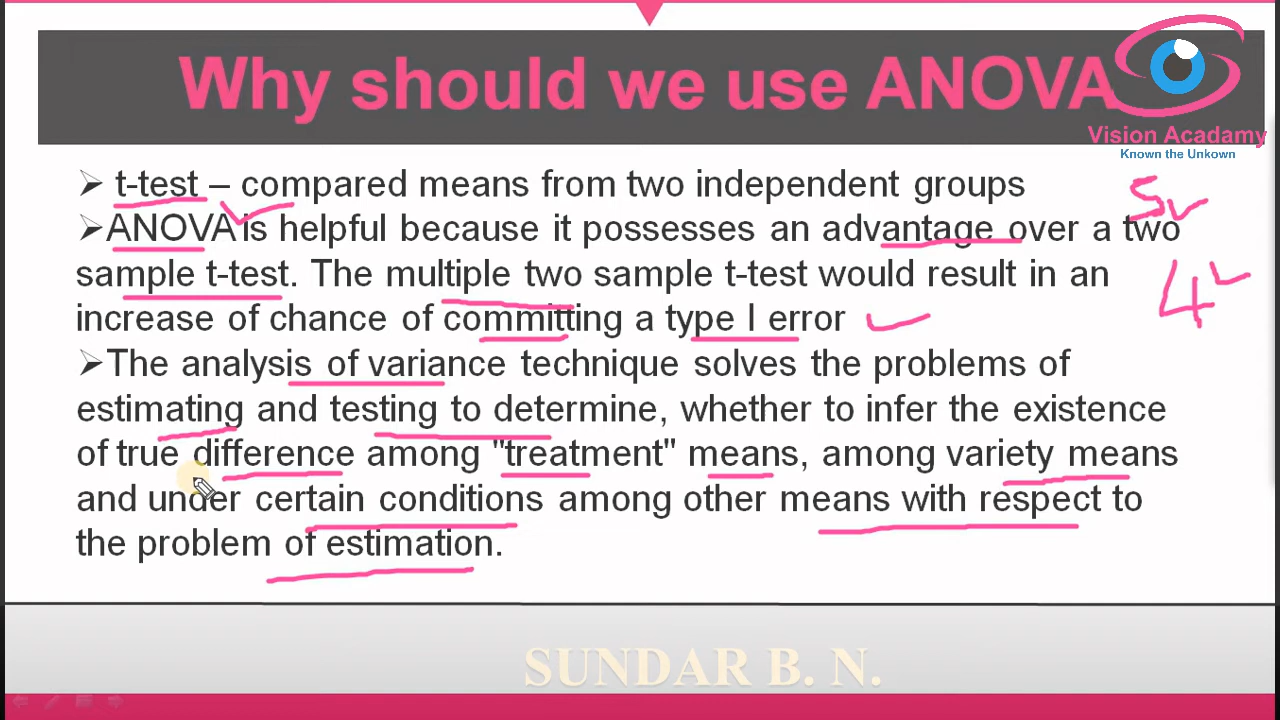 Why should we use ANOVA
Vision Acadamy
Known the Unkown
➢ t-test – compared means from two independent groups
➢ANOVA is helpful because it possesses an advantage over a two
sample t-test. The multiple two sample t-test would result in an
increase of chance of committing a type I error
➢The analysis of variance technique solves the problems of
estimating and testing to determine, whether to infer the existence
of true difference among "treatment" means, among variety means
and under certain conditions among other means with respect to
the problem of estimation.
5
4
SUNDAR B. N.